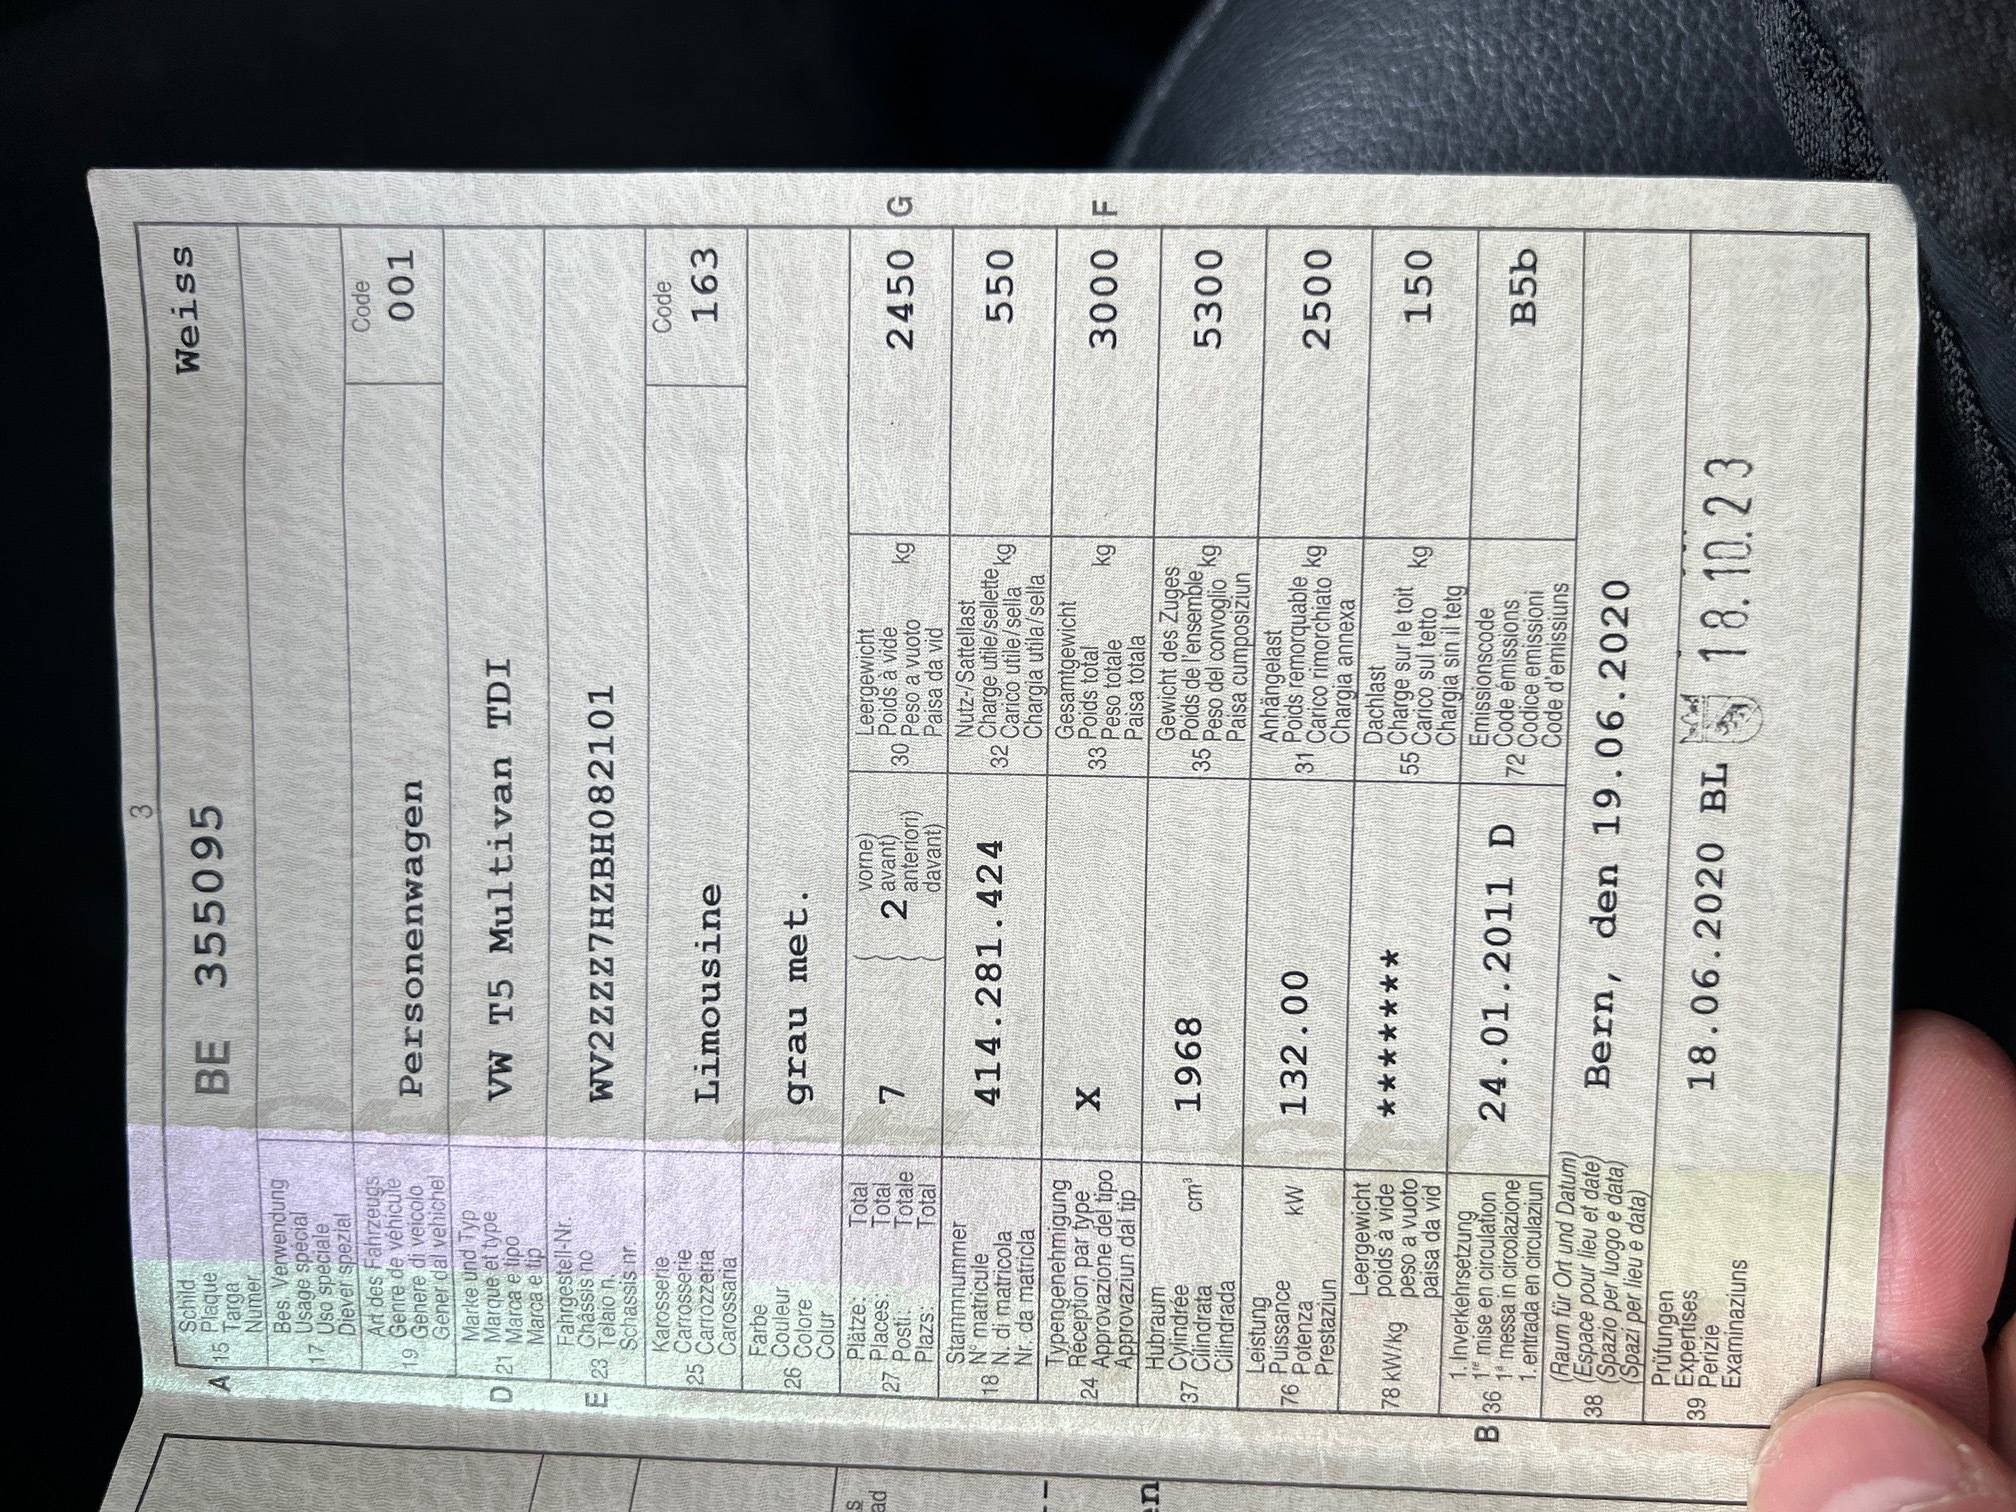 3
A 15 Schild Plaque Targa Numer BE 355095 Weiss
17 Bes. Verwendung Usage spécial Uso speciale Diever spezial
19 Art des Fahrzeugs Genre de véhicule Genere di veicolo Gener dal vehichel Personenwagen Code 001
D 21 Marke und Typ Marque et type Marca e tipo Marca e tip VW T5 Multivan TDI
E 23 Fahrgestell-Nr. Châssis no Telaio n. Schassis nr. WV2ZZZ7HZBH082101
25 Karosserie Carrosserie Carrozzeria Carossaria Limousine Code 163
26 Farbe Couleur Colore Colur grau met.
27 Plätze: Total Places: Total Posti: Totale Plazs: Total 7 ( vorne) ( 2 avant) ( anteriori) ( davant) 30 Leergewicht Poids à vide Peso a vuoto Paisa da vid kg 2450 G
18 Stammnummer N° matricule N. di matricola Nr. da matricla 414.281.424 32 Nutz-/Sattellast Charge utile/sellette Carico utile/sella Chargia utila/sella kg 550
24 Typengenehmigung Réception par type Approvazione del tipo Approvaziun dal tip X 33 Gesamtgewicht Poids total Peso totale Paisa totala kg 3000 F
37 Hubraum Cylindrée Cilindrata Cilindrada cm³ 1968 35 Gewicht des Zuges Poids de l'ensemble Peso del convoglio Paisa cumposiziun kg 5300
76 Leistung Puissance Potenza Prestaziun kW 132.00 31 Anhängelast Poids remorquable Carico rimorchiato Chargia annexa kg 2500
78 kW/kg Leergewicht poids à vide peso a vuoto paisa da vid ******* 55 Dachlast Charge sur le toit Carico sul tetto Chargia sin il tetg kg 150
B 36 1. Inverkehrsetzung 1re mise en circulation 1a messa in circolazione 1. entrada en circulaziun 24.01.2011 D 72 Emissionscode Code émissions Codice emissioni Code d'emissiuns B5b
38 (Raum für Ort und Datum) (Espace pour lieu et date) (Spazio per luogo e data) (Spazi per lieu e data) Bern, den 19.06.2020
39 Prüfungen Expertises Perizie Examinaziuns 18.06.2020 BL 18.10.23